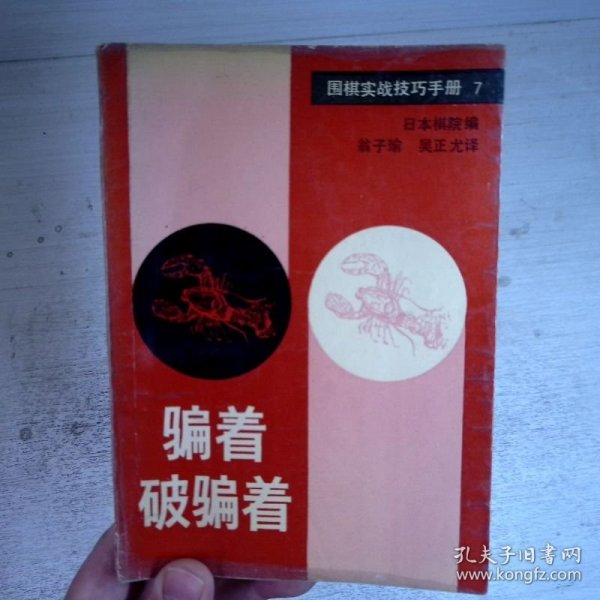 围棋实战技巧手册 7
日本棋院编
翁子瑜 吴正尤译
骗着
破骗着
孔夫子旧书网
www.kongfz.com